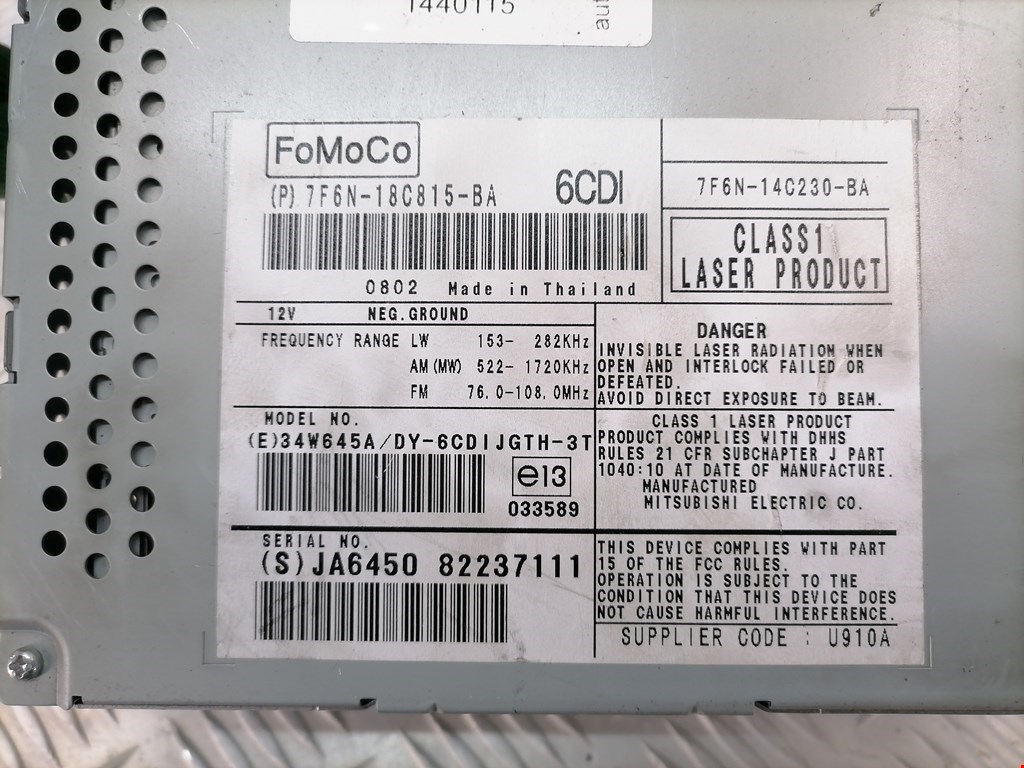 1440115
aut
FoMoCo
(P) 7F6N-18C815-BA
6CDI
0802 Made in Thailand
7F6N-14C230-BA
CLASS1
LASER PRODUCT
12V NEG.GROUND
FREQUENCY RANGE LW 153- 282KHz
AM(MW) 522- 1720KHz
FM 76.0-108.0MHz
DANGER
INVISIBLE LASER RADIATION WHEN
OPEN AND INTERLOCK FAILED OR
DEFEATED.
AVOID DIRECT EXPOSURE TO BEAM.
MODEL NO.
(E)34W645A/DY-6CDIJGTH-3T
e13
033589
CLASS 1 LASER PRODUCT
PRODUCT COMPLIES WITH DHHS
RULES 21 CFR SUBCHAPTER J PART
1040:10 AT DATE OF MANUFACTURE.
MANUFACTURED
MITSUBISHI ELECTRIC CO.
SERIAL NO.
(S)JA6450 82237111
THIS DEVICE COMPLIES WITH PART
15 OF THE FCC RULES.
OPERATION IS SUBJECT TO THE
CONDITION THAT THIS DEVICE DOES
NOT CAUSE HARMFUL INTERFERENCE.
SUPPLIER CODE : U910A